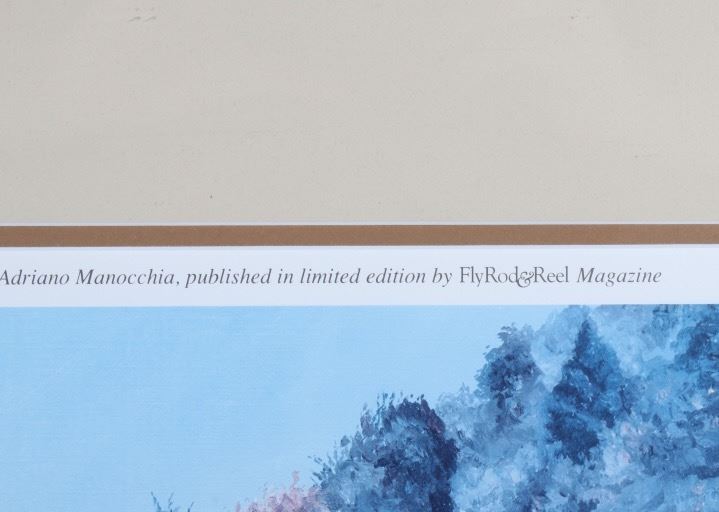 Adriano Manocchia, published in limited edition by FlyRod&Reel Magazine